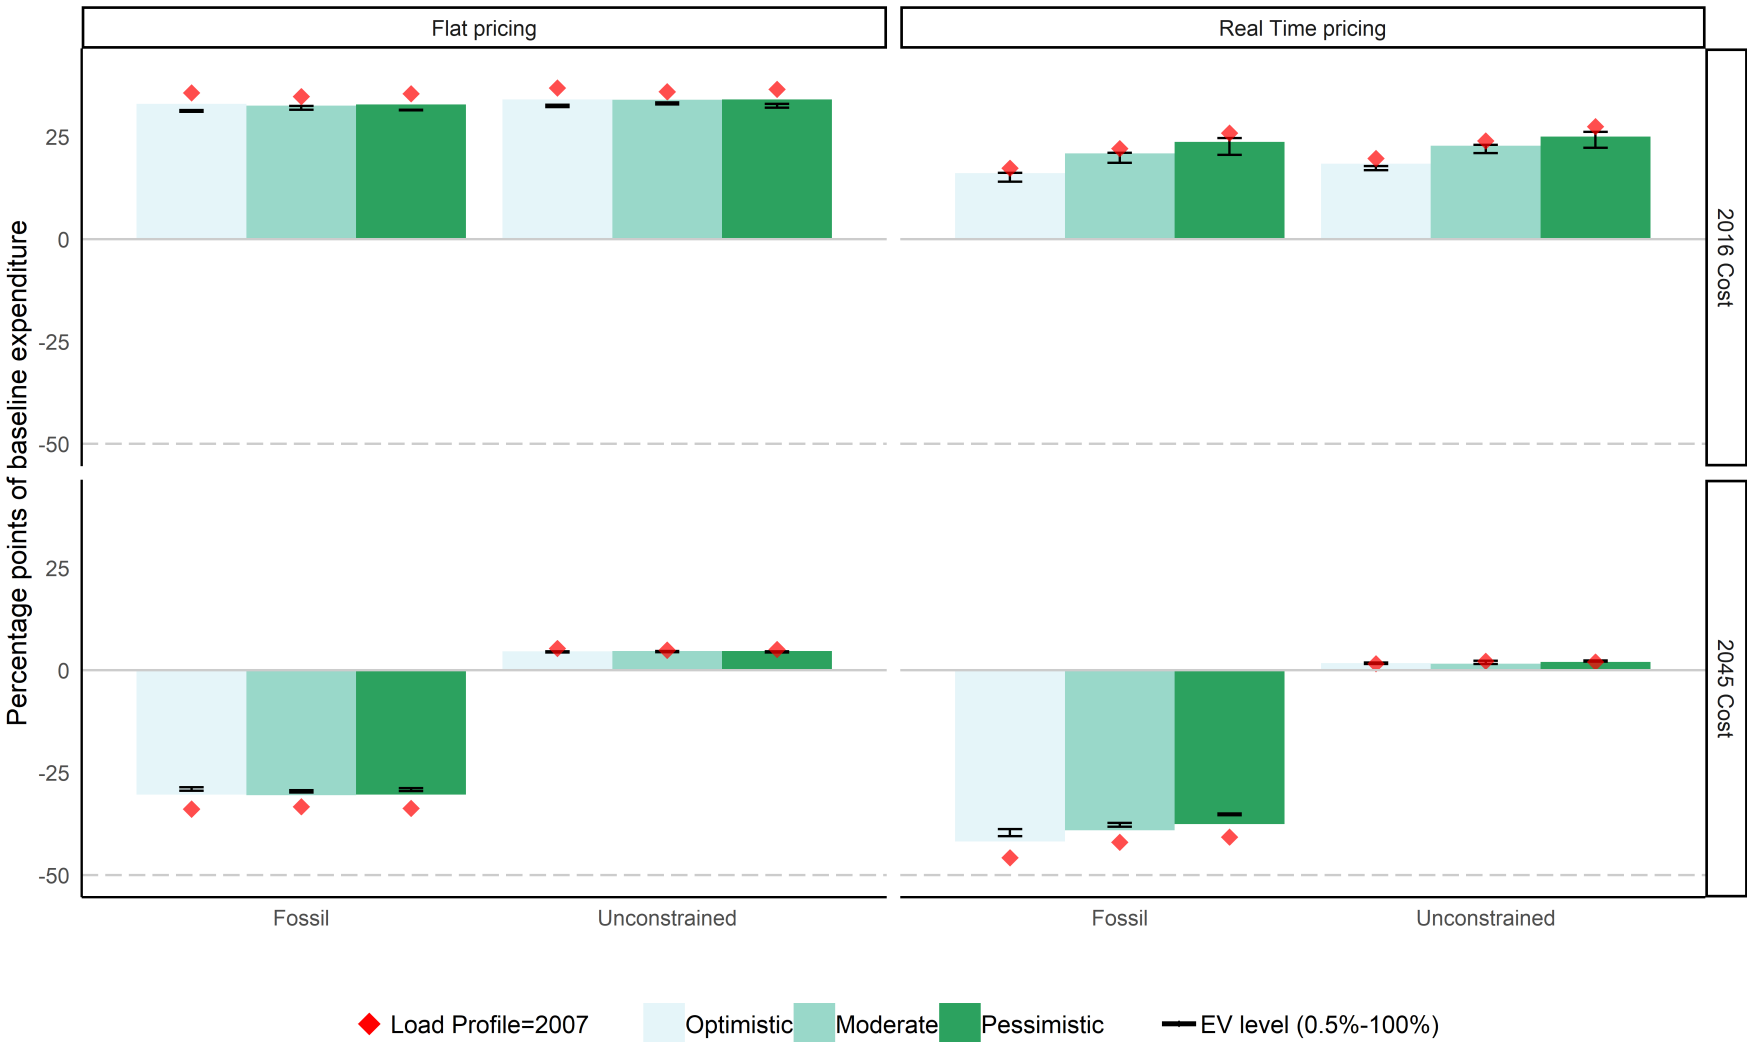 Flat pricing
Real Time pricing
Percentage points of baseline expenditure
25
0
-25
-50
2016 Cost
25
0
-25
-50
2045 Cost
Fossil
Unconstrained
Fossil
Unconstrained
Load Profile=2007
Optimistic
Moderate
Pessimistic
EV level (0.5%-100%)